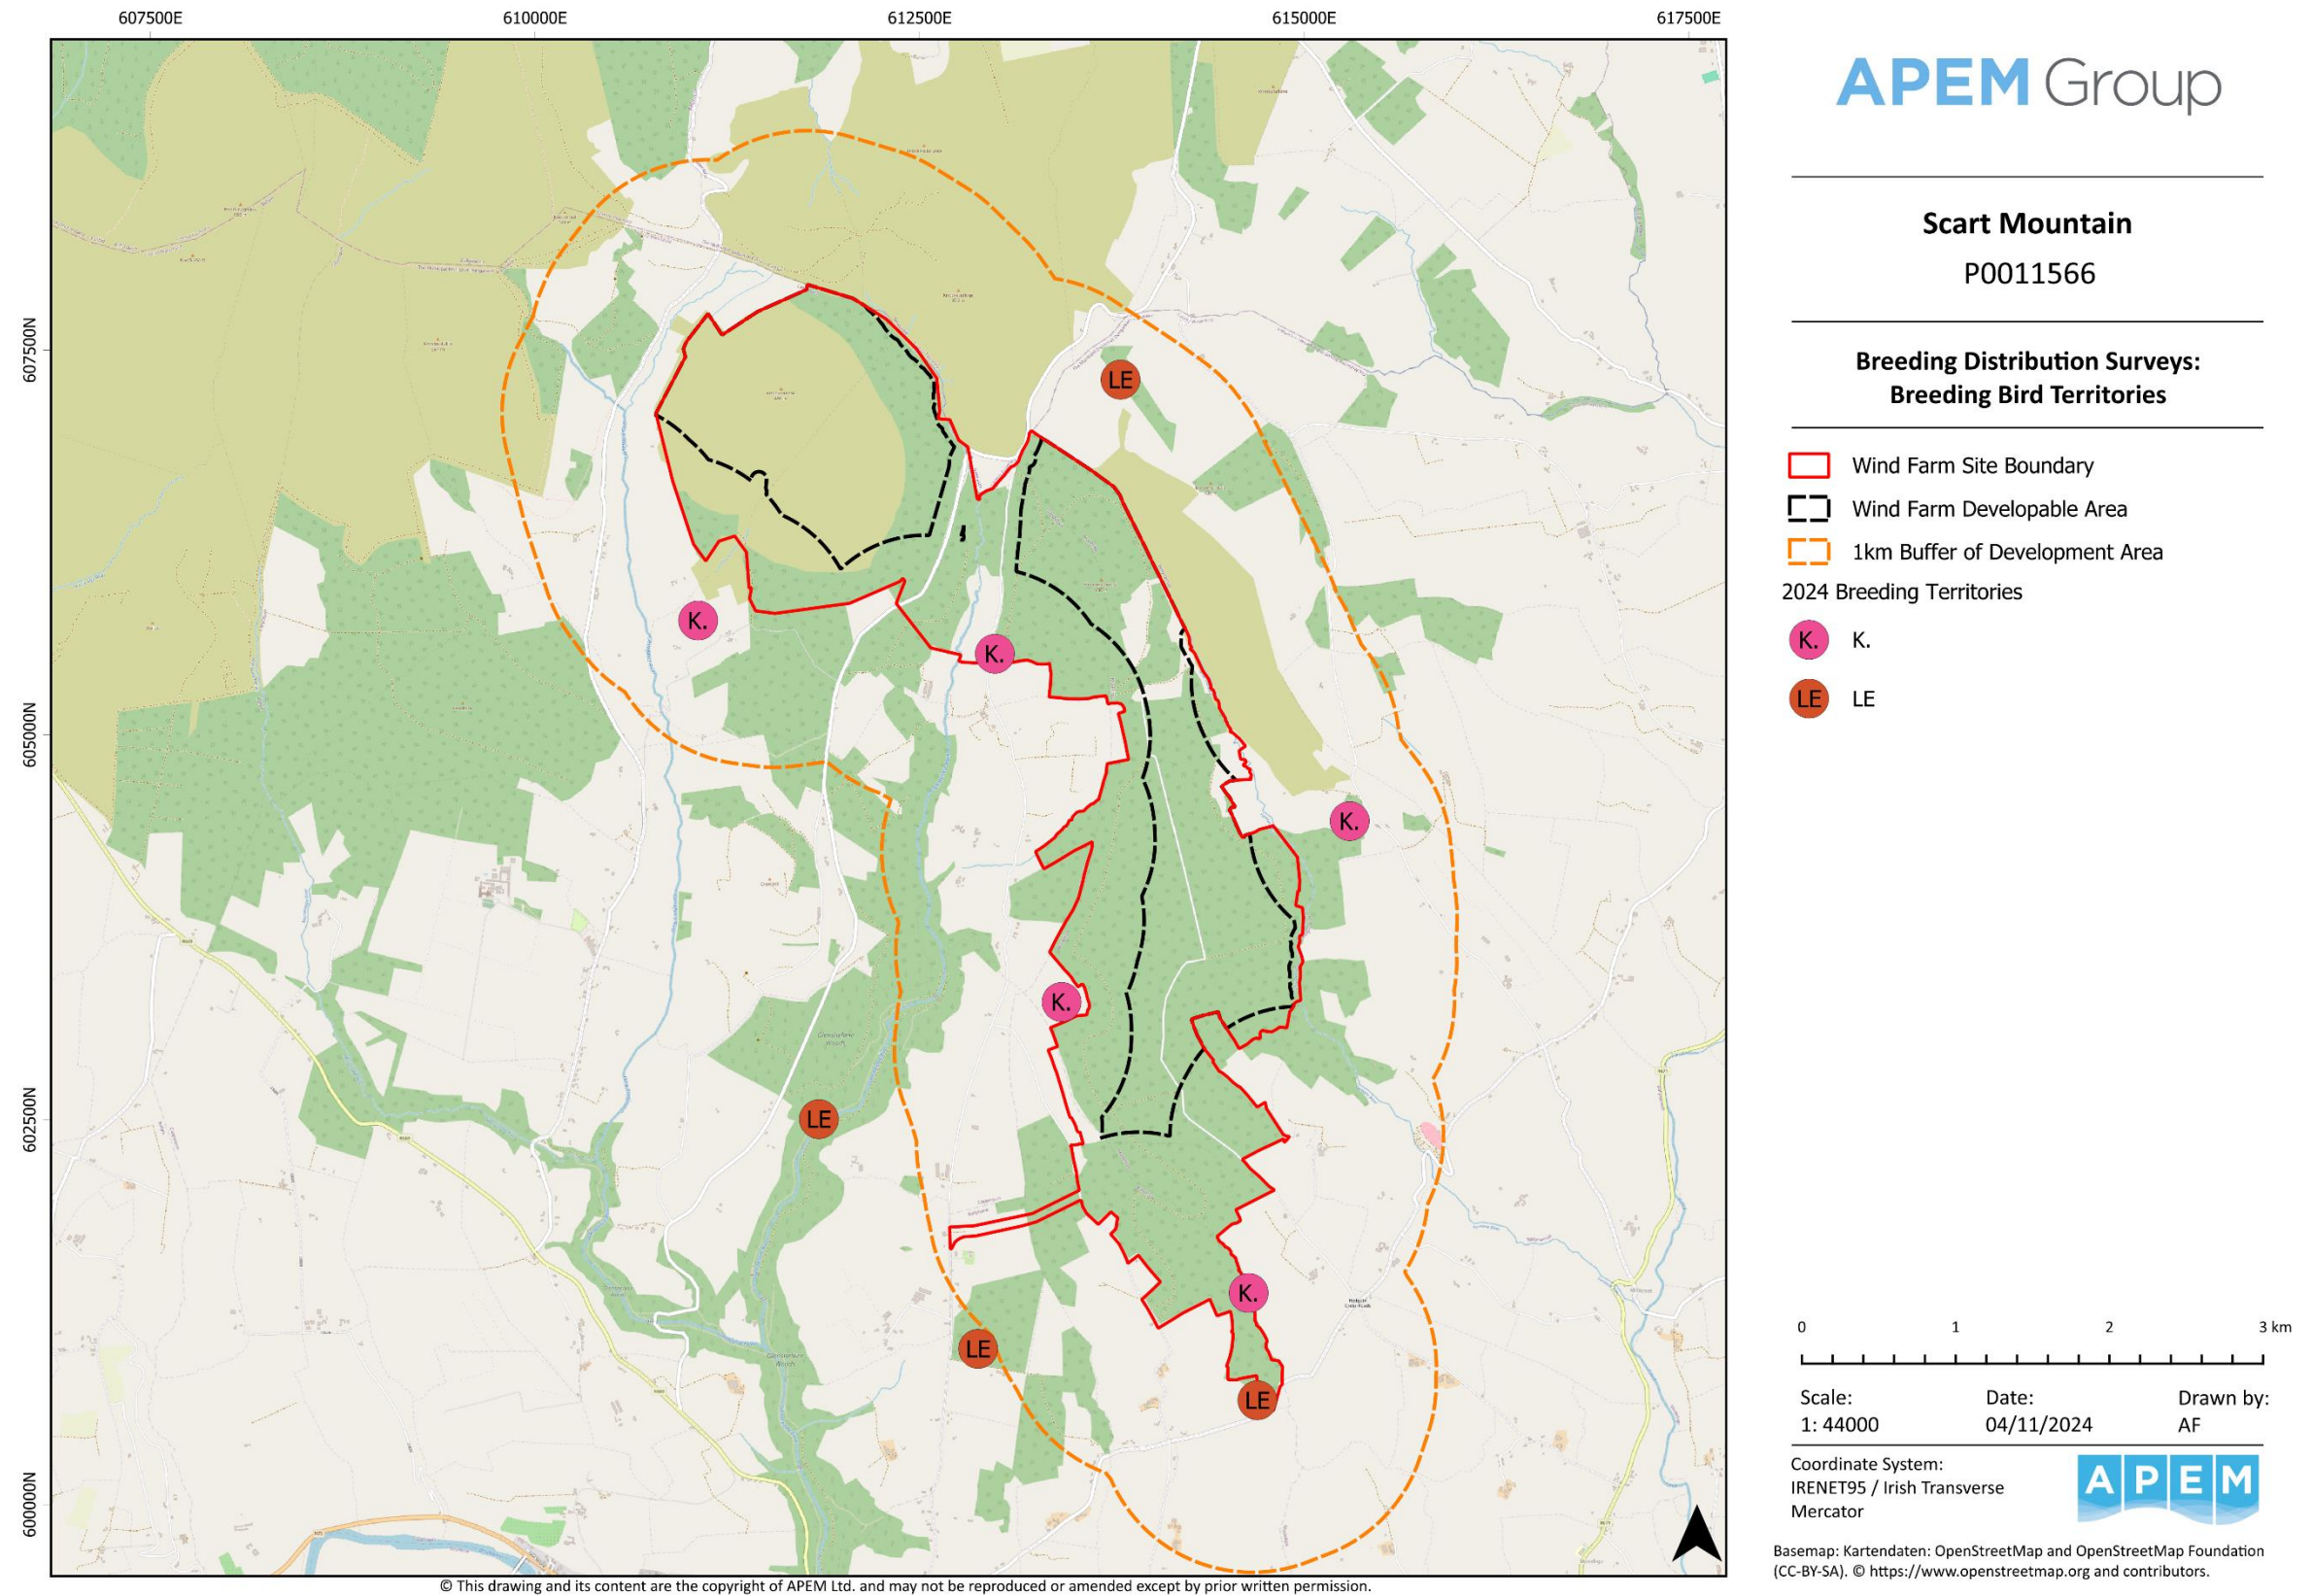 607500E 610000E 612500E 615000E 617500E
607500N
605000N
602500N
600000N
LE
K.
K.
K.
K.
LE
K.
LE
LE
APEM Group
Scart Mountain
P0011566
Breeding Distribution Surveys:
Breeding Bird Territories
Wind Farm Site Boundary
Wind Farm Developable Area
1km Buffer of Development Area
2024 Breeding Territories
K. K.
LE LE
0 1 2 3 km
Scale: Date: Drawn by:
1: 44000 04/11/2024 AF
Coordinate System:
IRENET95 / Irish Transverse
Mercator
APEM
Basemap: Kartendaten: OpenStreetMap and OpenStreetMap Foundation
(CC-BY-SA). © https://www.openstreetmap.org and contributors.
© This drawing and its content are the copyright of APEM Ltd. and may not be reproduced or amended except by prior written permission.